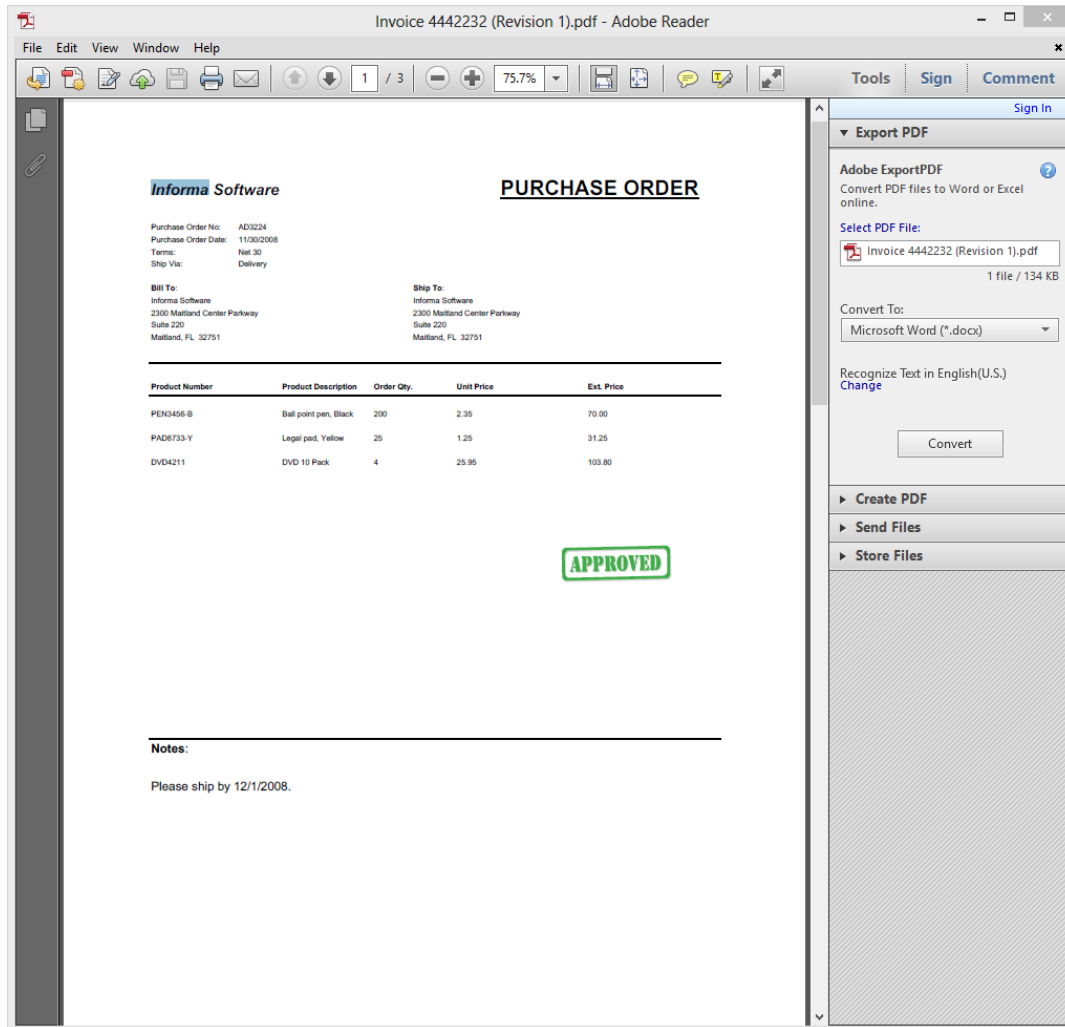 Invoice 4442232 (Revision 1).pdf - Adobe Reader
File Edit View Window Help
1 / 3 75.7% Tools Sign Comment
Sign In
Export PDF
Adobe ExportPDF
Convert PDF files to Word or Excel
online.
Select PDF File:
Invoice 4442232 (Revision 1).pdf
1 file / 134 KB
Convert To:
Microsoft Word (*.docx)
Recognize Text in English(U.S.)
Change
Convert
Create PDF
Send Files
Store Files
Informa Software PURCHASE ORDER
Purchase Order No: AD3224
Purchase Order Date: 11/30/2008
Terms: Net 30
Ship Via: Delivery
Bill To:
Informa Software
2300 Maitland Center Parkway
Suite 220
Maitland, FL 32751
Ship To:
Informa Software
2300 Maitland Center Parkway
Suite 220
Maitland, FL 32751
Product Number Product Description Order Qty. Unit Price Ext. Price
PEN3456-B Ball point pen, Black 200 2.35 70.00
PAD8733-Y Legal pad, Yellow 25 1.25 31.25
DVD4211 DVD 10 Pack 4 25.95 103.80
APPROVED
Notes:
Please ship by 12/1/2008.